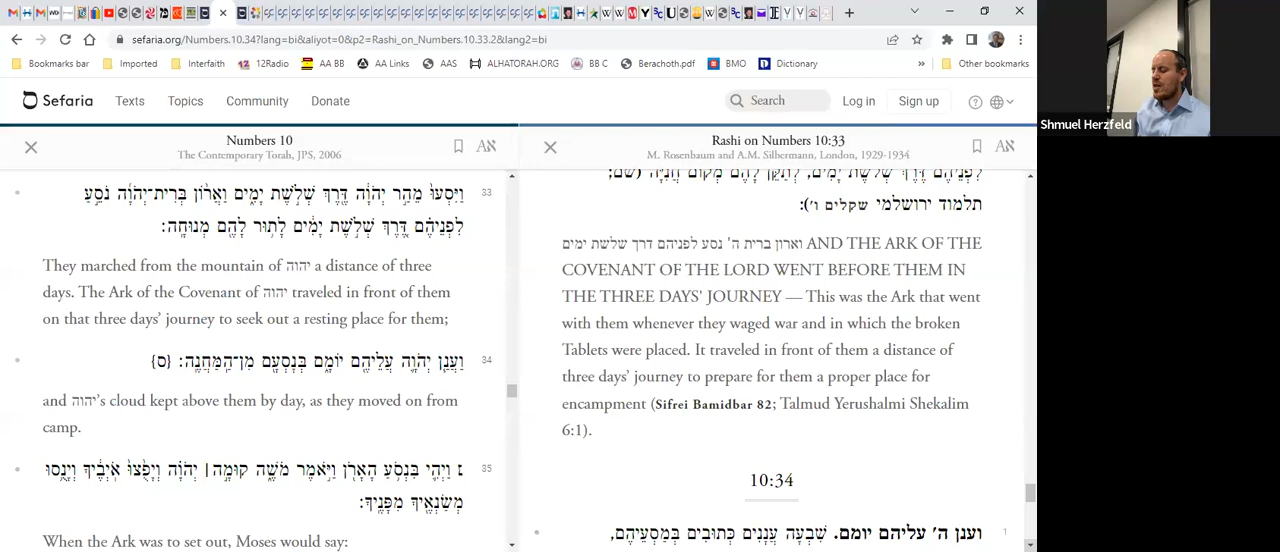 sefaria.org/Numbers.10.34?lang=bi&aliyot=0&p2=Rashi_on_Numbers.10.33.2&lang2=bi
Bookmarks bar Imported Interfaith 12Radio AA BB AA Links AAS ALHATORAH.ORG BB C Berachoth.pdf BMO Dictionary » Other bookmarks
Sefaria Texts Topics Community Donate Search Log in Sign up
Shmuel Herzfeld
Numbers 10
The Contemporary Torah, JPS, 2006
33
וַיִּסְעוּ֙ מֵהַ֣ר יְהֹוָ֔ה דֶּ֖רֶךְ שְׁלֹ֣שֶׁת יָמִ֑ים וַאֲר֨וֹן בְּרִית־יְהֹוָ֜ה נֹסֵ֣עַ
לִפְנֵיהֶ֗ם דֶּ֚רֶךְ שְׁלֹ֣שֶׁת יָמִ֔ים לָת֥וּר לָהֶ֖ם מְנוּחָֽה׃
They marched from the mountain of יהוה a distance of three
days. The Ark of the Covenant of יהוה traveled in front of them
on that three days’ journey to seek out a resting place for them;
34
וַעֲנַ֧ן יְהֹוָ֛ה עֲלֵיהֶ֖ם יוֹמָ֑ם בְּנׇסְעָ֖ם מִן־הַֽמַּחֲנֶֽה׃ {ס}
and יהוה’s cloud kept above them by day, as they moved on from
camp.
35
׆ וַיְהִ֛י בִּנְסֹ֥עַ הָאָרֹ֖ן וַיֹּ֣אמֶר מֹשֶׁ֑ה קוּמָ֣ה ׀ יְהֹוָ֗ה וְיָפֻ֙צוּ֙ אֹֽיְבֶ֔יךָ וְיָנֻ֥סוּ
מְשַׂנְאֶ֖יךָ מִפָּנֶֽיךָ׃
When the Ark was to set out, Moses would say:
Rashi on Numbers 10:33
M. Rosenbaum and A.M. Silbermann, London, 1929-1934
לִפְנֵיהֶם דֶּרֶךְ שְׁלֹשֶׁת יָמִים, לְתַקֵּן לָהֶם מְקוֹם חֲנִיָּה (שם;
תלמוד ירושלמי שקלים ו'):
וארון ברית ה' נסע לפניהם דרך שלשת ימים AND THE ARK OF THE
COVENANT OF THE LORD WENT BEFORE THEM IN
THE THREE DAYS’ JOURNEY — This was the Ark that went
with them whenever they waged war and in which the broken
Tablets were placed. It traveled in front of them a distance of
three days’ journey to prepare for them a proper place for
encampment (Sifrei Bamidbar 82; Talmud Yerushalmi Shekalim
6:1).
10:34
1
וענן ה' עליהם יומם. שִׁבְעָה עֲנָנִים כְּתוּבִים בְּמַסְעֵיהֶם,